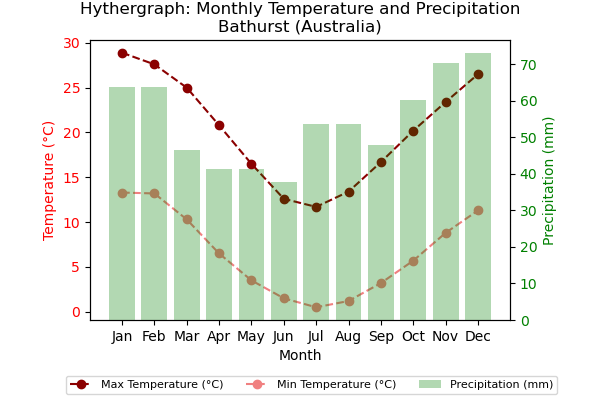 Hythergraph: Monthly Temperature and Precipitation
Bathurst (Australia)
Temperature (°C)
30
25
20
15
10
5
0
70
60
50
40
30
20
10
0
Precipitation (mm)
Jan Feb Mar Apr May Jun Jul Aug Sep Oct Nov Dec
Month
Max Temperature (°C) Min Temperature (°C) Precipitation (mm)